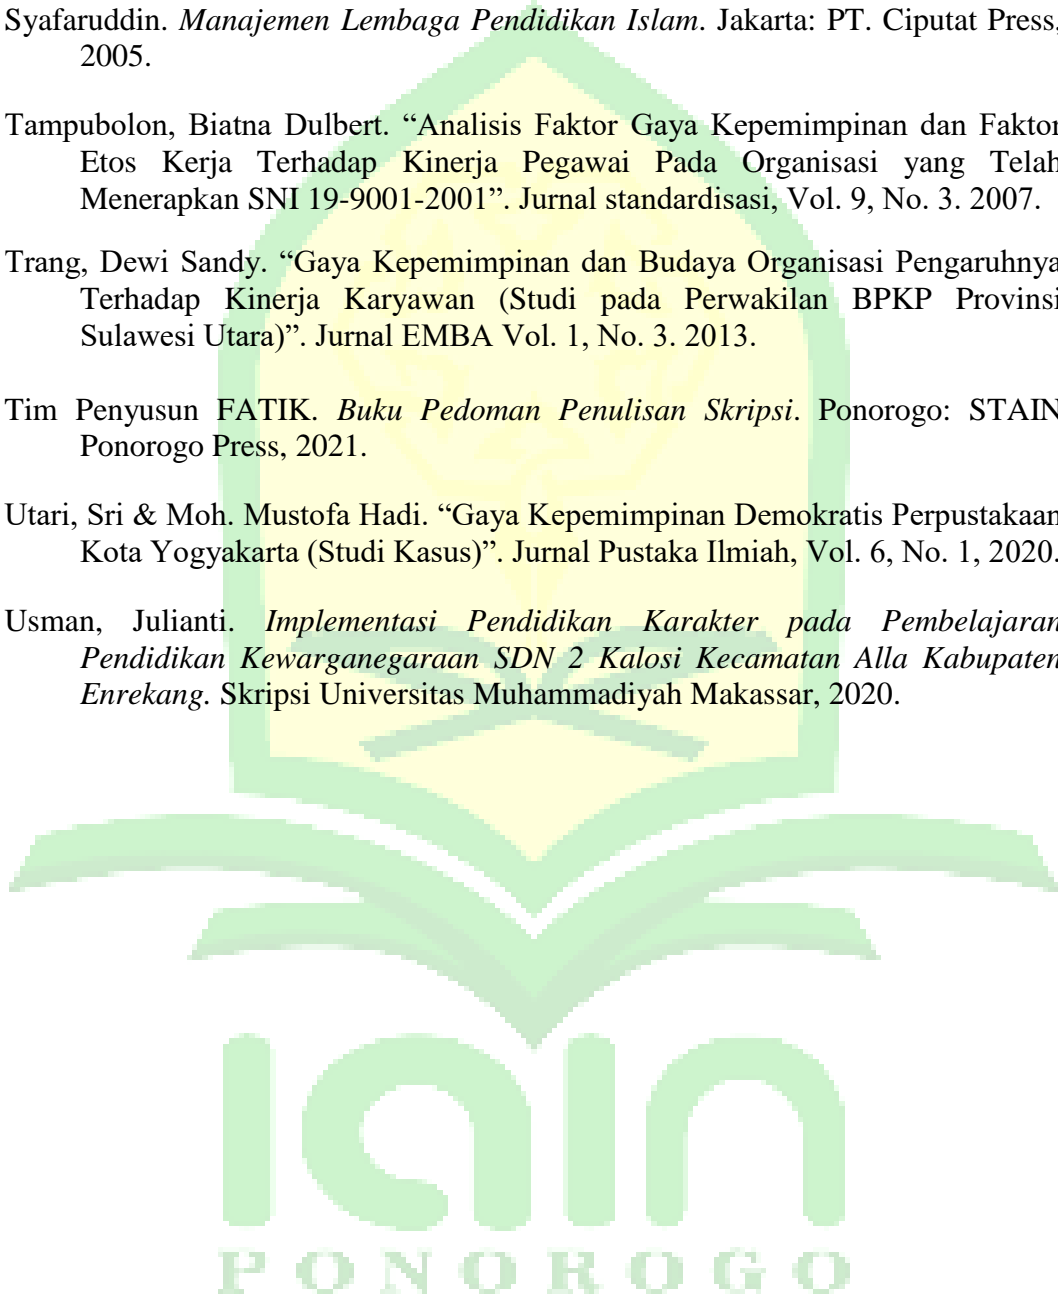 Syafaruddin. Manajemen Lembaga Pendidikan Islam. Jakarta: PT. Ciputat Press,
2005.
Tampubolon, Biatna Dulbert. “Analisis Faktor Gaya Kepemimpinan dan Faktor
Etos Kerja Terhadap Kinerja Pegawai Pada Organisasi yang Telah
Menerapkan SNI 19-9001-2001”. Jurnal standardisasi, Vol. 9, No. 3. 2007.
Trang, Dewi Sandy. “Gaya Kepemimpinan dan Budaya Organisasi Pengaruhnya
Terhadap Kinerja Karyawan (Studi pada Perwakilan BPKP Provinsi
Sulawesi Utara)”. Jurnal EMBA Vol. 1, No. 3. 2013.
Tim Penyusun FATIK. Buku Pedoman Penulisan Skripsi. Ponorogo: STAIN
Ponorogo Press, 2021.
Utari, Sri & Moh. Mustofa Hadi. “Gaya Kepemimpinan Demokratis Perpustakaan
Kota Yogyakarta (Studi Kasus)”. Jurnal Pustaka Ilmiah, Vol. 6, No. 1, 2020.
Usman, Julianti. Implementasi Pendidikan Karakter pada Pembelajaran
Pendidikan Kewarganegaraan SDN 2 Kalosi Kecamatan Alla Kabupaten
Enrekang. Skripsi Universitas Muhammadiyah Makassar, 2020.
iain
PONOROGO